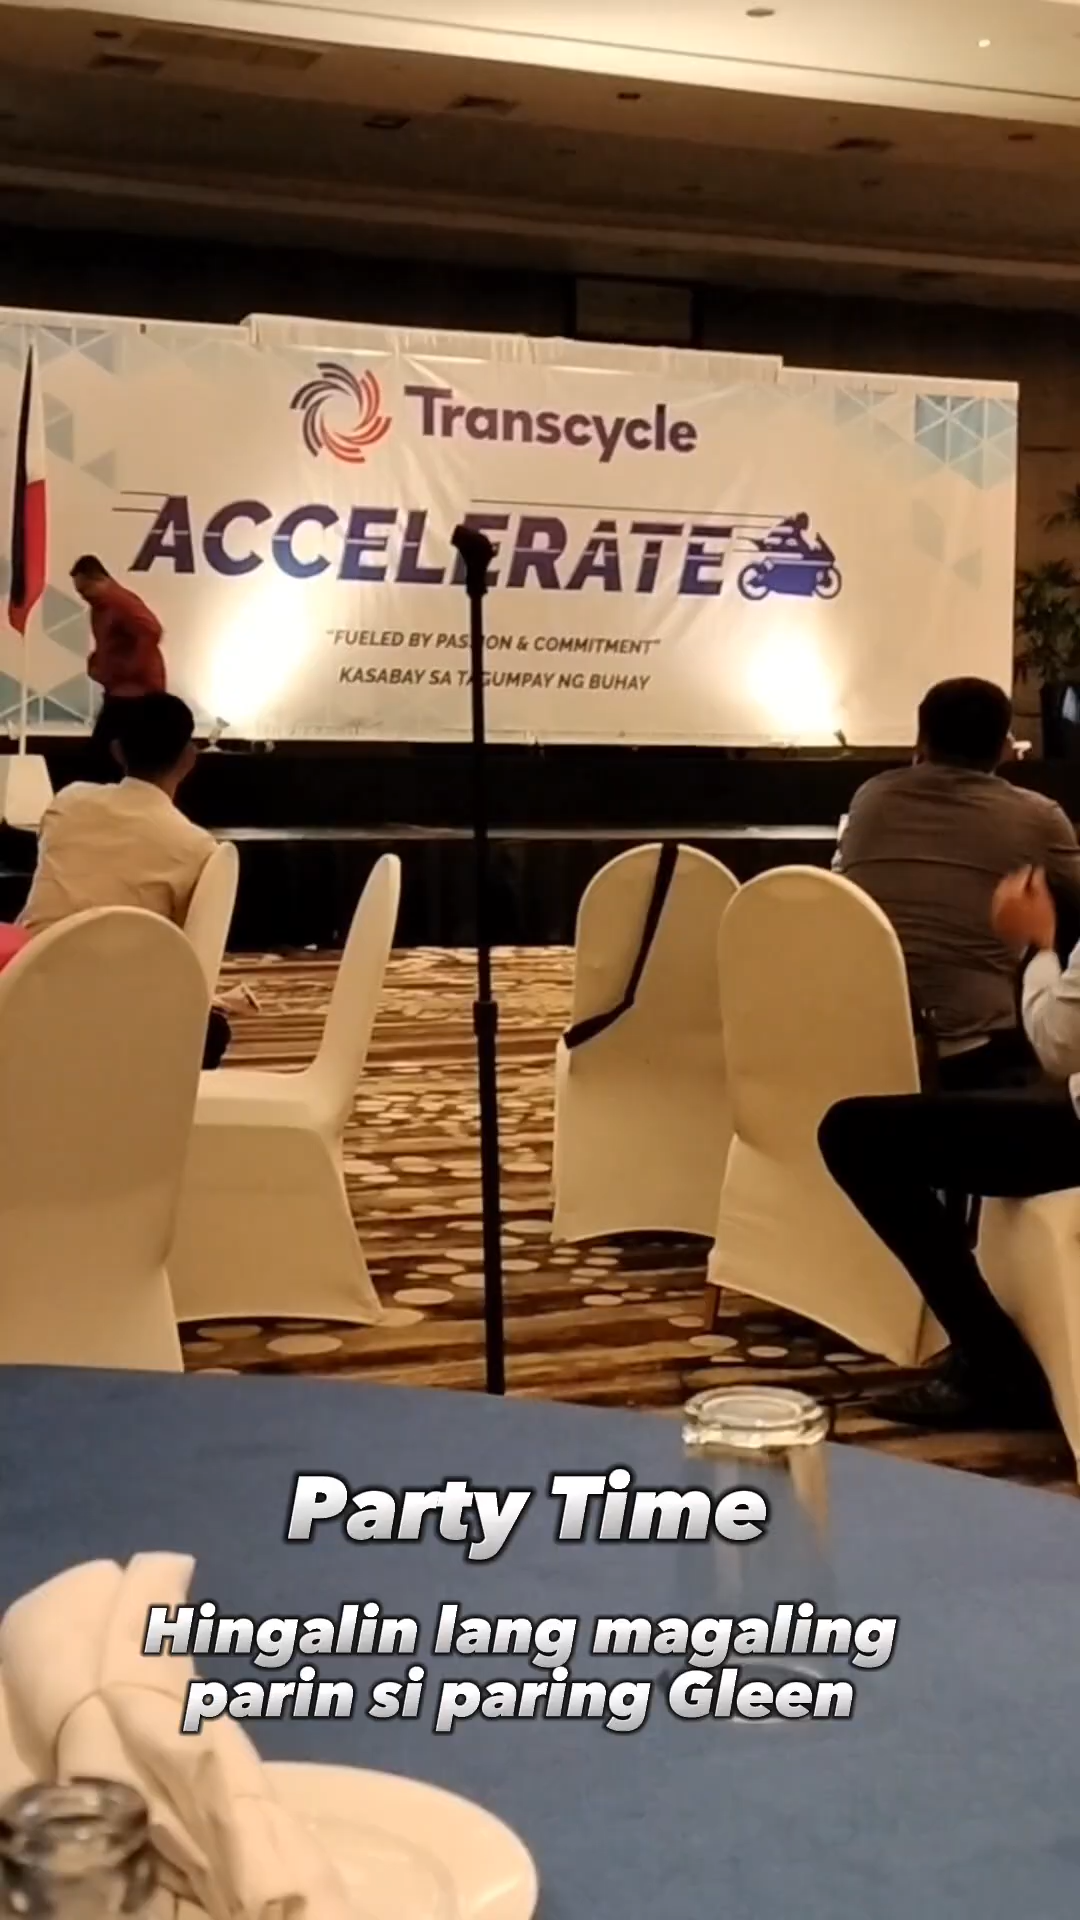 Transcycle
ACCELERATE
"FUELED BY PASSION & COMMITMENT"
KASABAY SA TAGUMPAY NG BUHAY
Party Time
Hingalin lang magaling
parin si paring Gleen